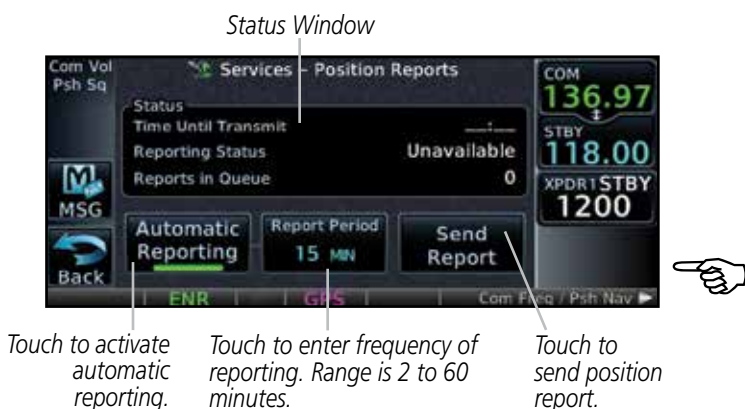 Status Window
Com Vol
Psh Sq
Services – Position Reports
COM
136.97
Status
Time Until Transmit __:__
STBY
118.00
Reporting Status Unavailable
Reports in Queue 0
XPDR1 STBY
1200
MSG
Automatic
Reporting
Report Period
15 MIN
Send
Report
Back
ENR GPS Com Freq / Psh Nav
Touch to activate
automatic
reporting.
Touch to enter frequency of
reporting. Range is 2 to 60
minutes.
Touch to
send position
report.